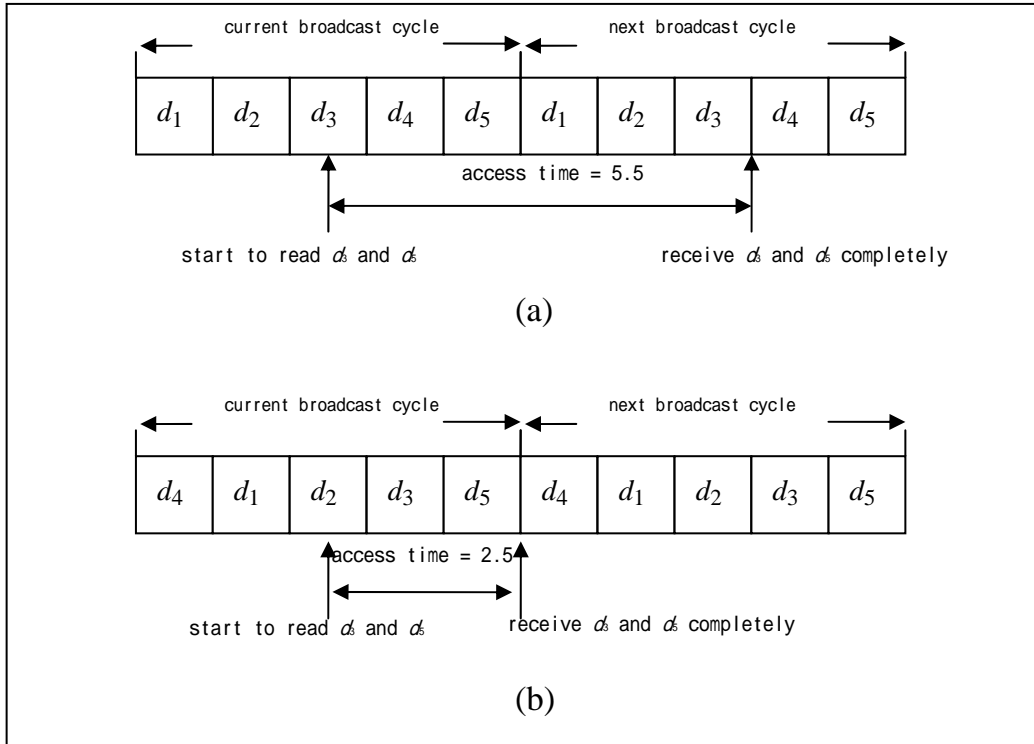 current broadcast cycle next broadcast cycle
d1 d2 d3 d4 d5 d1 d2 d3 d4 d5
access time = 5.5
start to read d3 and d5 receive d3 and d5 completely
(a)
current broadcast cycle next broadcast cycle
d4 d1 d2 d3 d5 d4 d1 d2 d3 d5
access time = 2.5
start to read d3 and d5 receive d3 and d5 completely
(b)